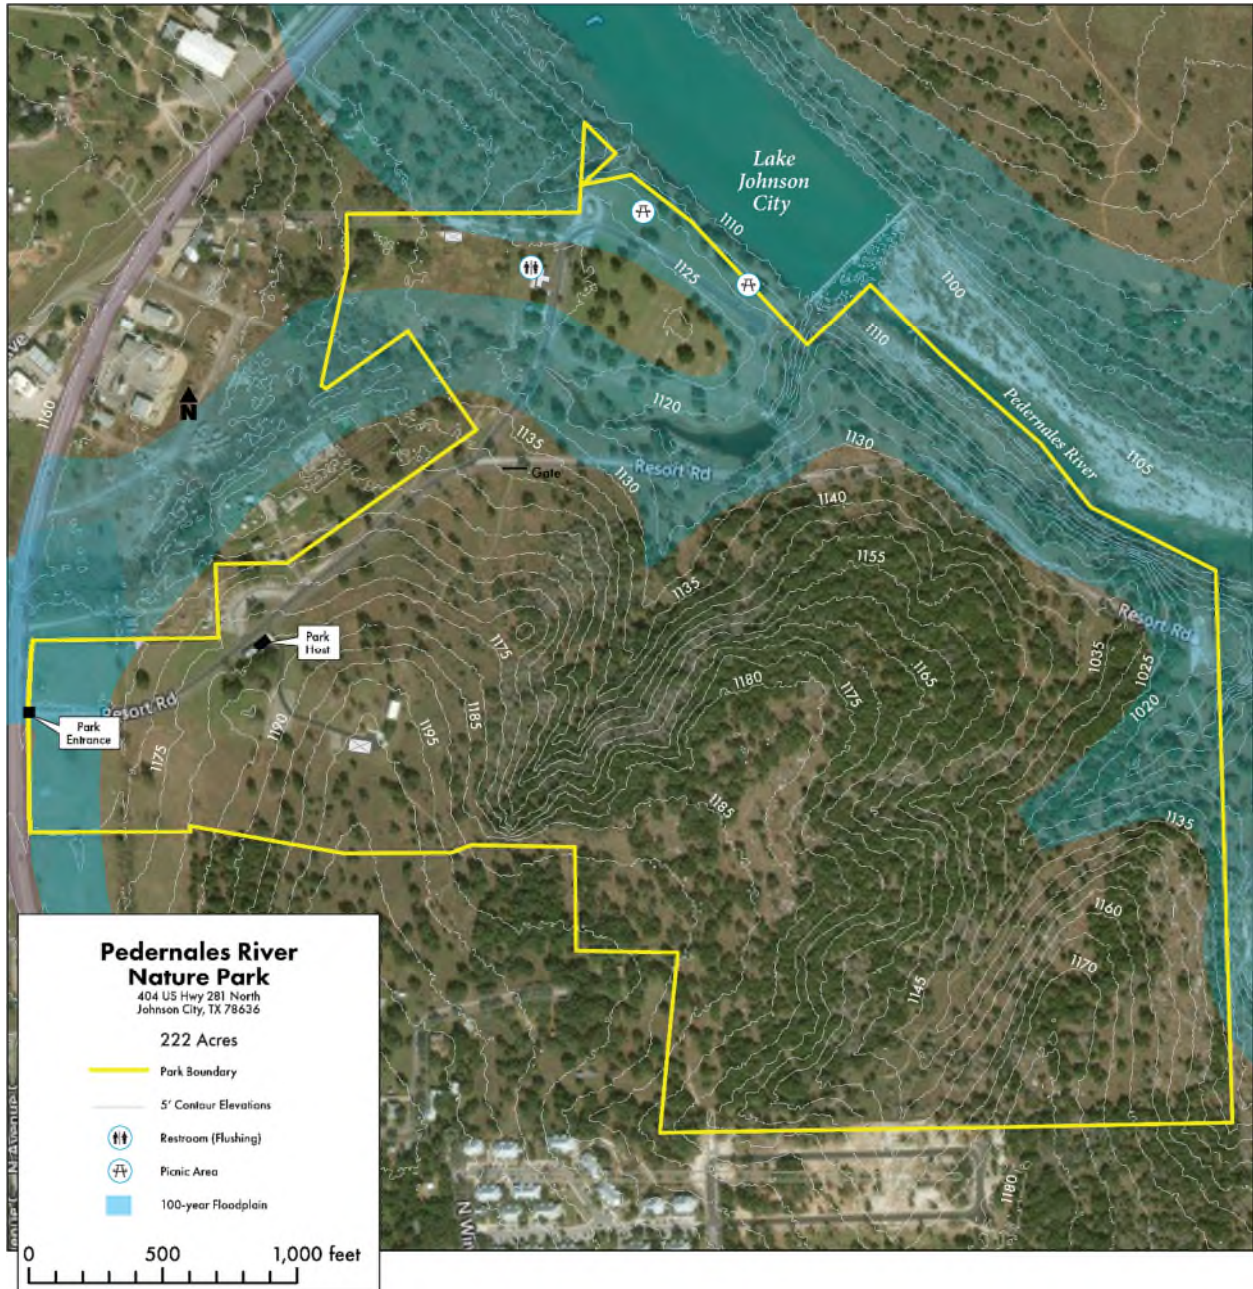 Lake
Johnson
City
1110
1125
1100
1110
Pedernales River
1105
1160
N
1120
1135
Gate
1130
Resort Rd
1130
1140
1155
1135
Park
Host
1175
1180
1175
1165
1035
1025
Resort Rd
1020
Resort Rd
Park
Entrance
1175
1190
1195
1185
1185
1135
1160
1170
1145
1180
N Win
Pedernales River
Nature Park
404 US Hwy 281 North
Johnson City, TX 78636
222 Acres
Park Boundary
5' Contour Elevations
Restroom (Flushing)
Picnic Area
100-year Floodplain
0 500 1,000 feet